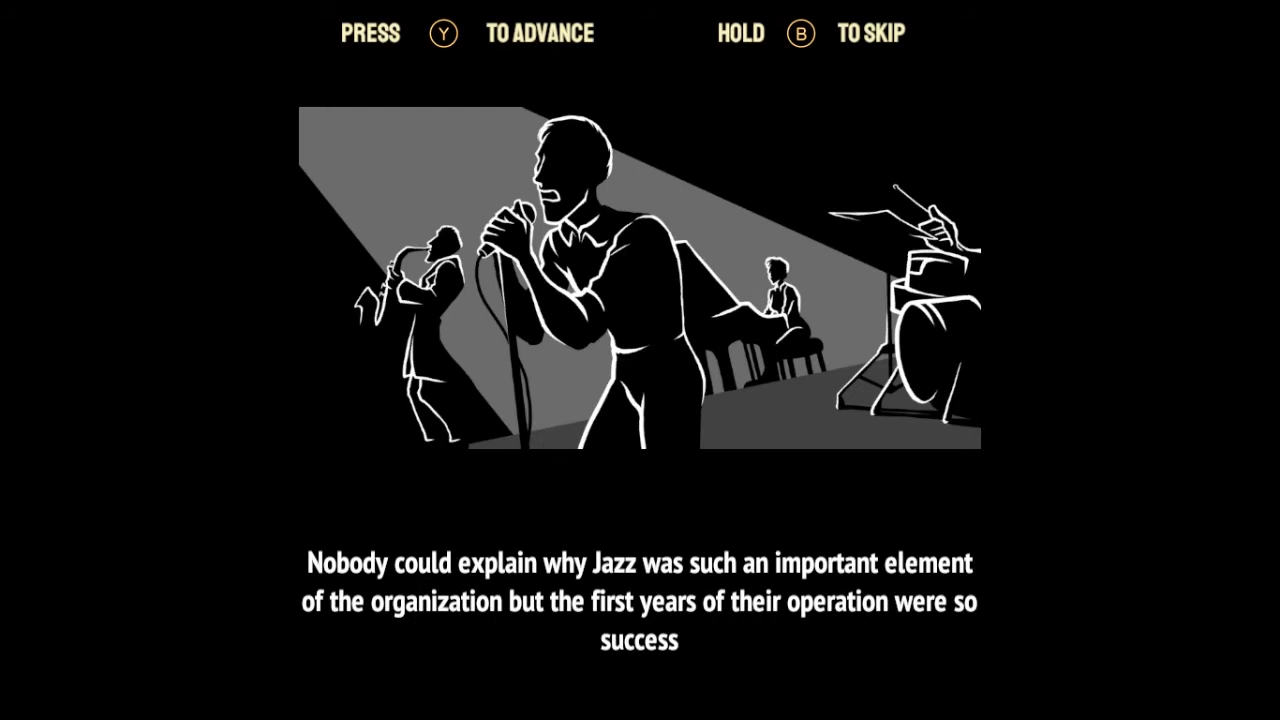 PRESS Y TO ADVANCE HOLD B TO SKIP
Nobody could explain why Jazz was such an important element
of the organization but the first years of their operation were so
success